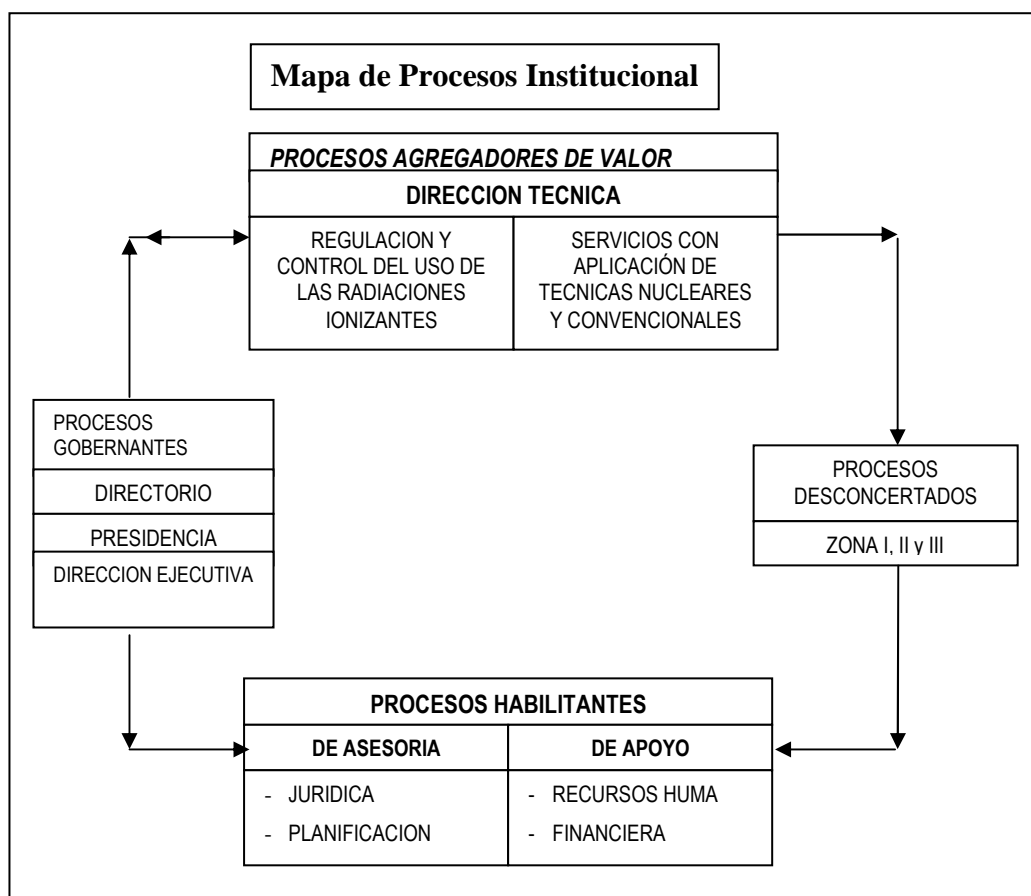 Mapa de Procesos Institucional
PROCESOS AGREGADORES DE VALOR
DIRECCION TECNICA
REGULACION Y
CONTROL DEL USO DE
LAS RADIACIONES
IONIZANTES
SERVICIOS CON
APLICACIÓN DE
TECNICAS NUCLEARES
Y CONVENCIONALES
PROCESOS
GOBERNANTES
DIRECTORIO
PRESIDENCIA
DIRECCION EJECUTIVA
PROCESOS
DESCONCERTADOS
ZONA I, II y III
PROCESOS HABILITANTES
DE ASESORIA
- JURIDICA
- PLANIFICACION
DE APOYO
- RECURSOS HUMA
- FINANCIERA